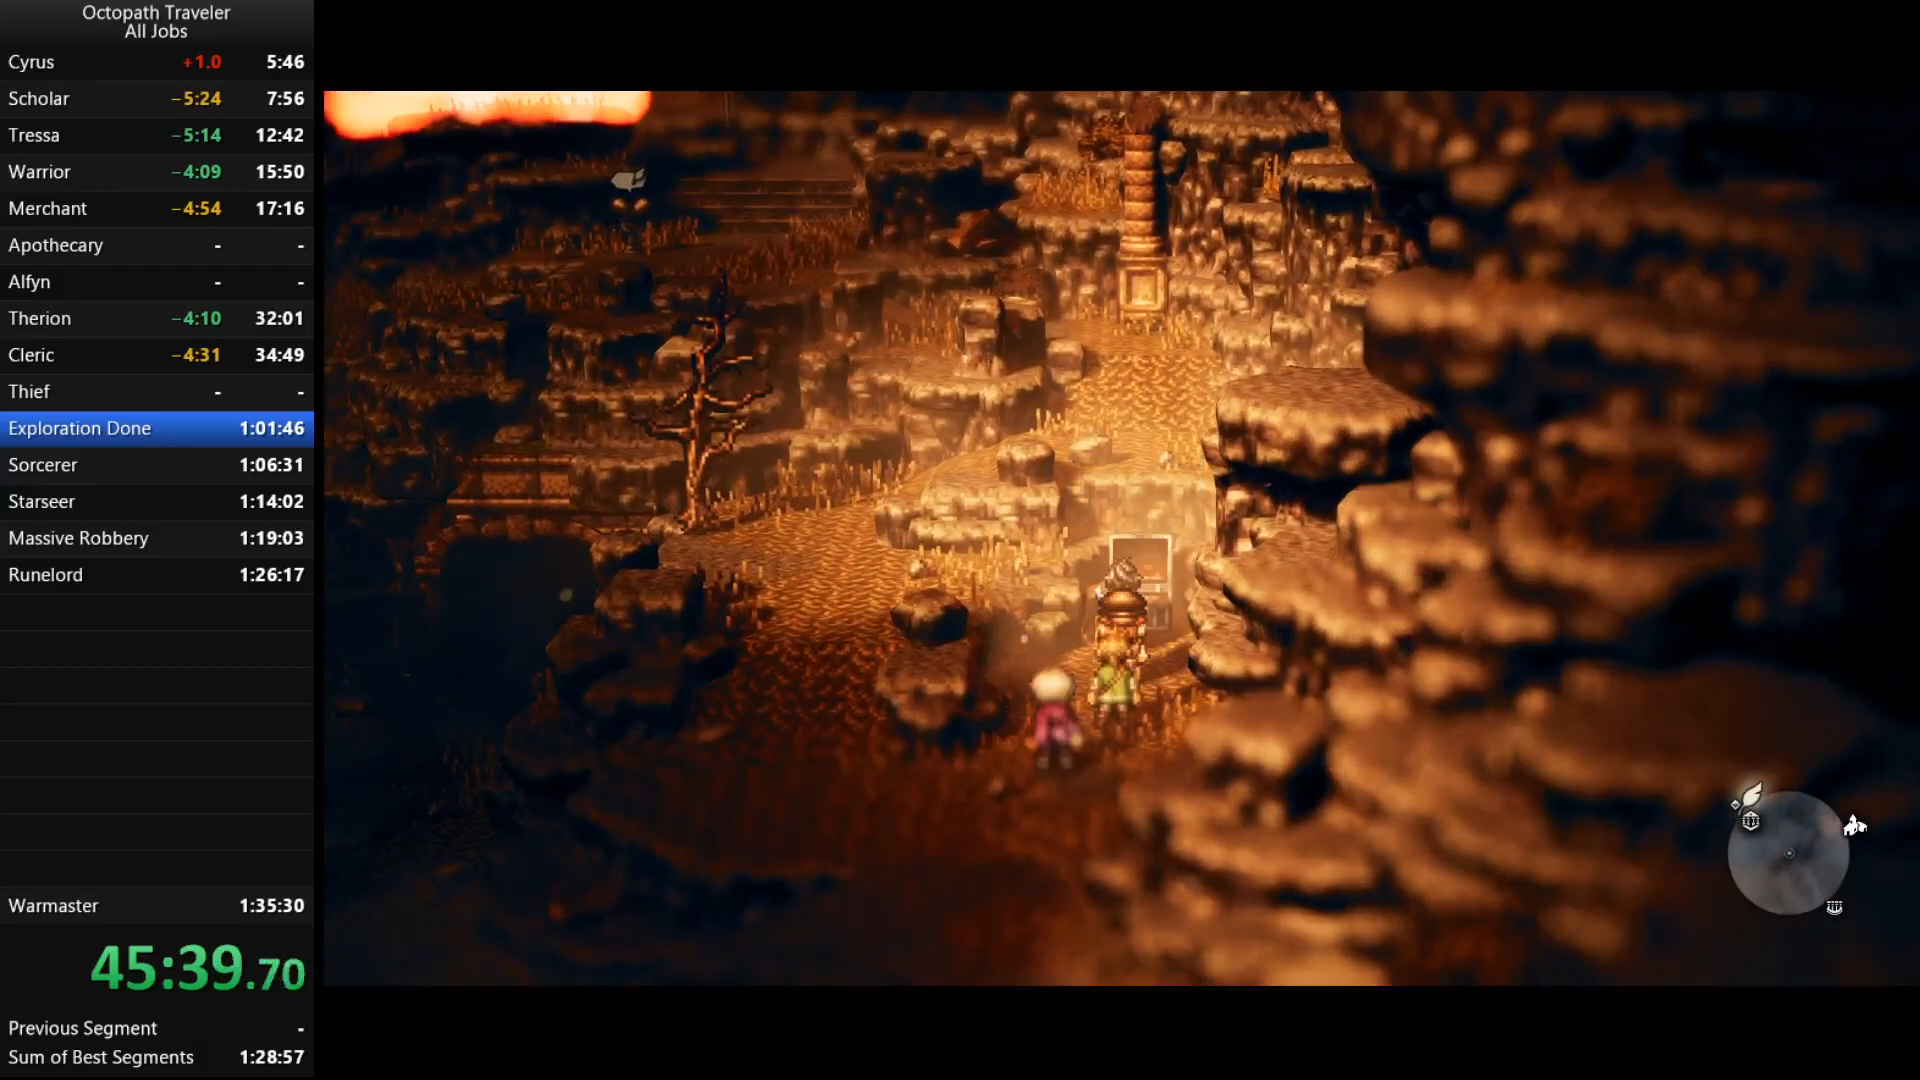 Octopath Traveler
All Jobs
Cyrus +1.0 5:46
Scholar −5:24 7:56
Tressa −5:14 12:42
Warrior −4:09 15:50
Merchant −4:54 17:16
Apothecary - -
Alfyn - -
Therion −4:10 32:01
Cleric −4:31 34:49
Thief - -
Exploration Done 1:01:46
Sorcerer 1:06:31
Starseer 1:14:02
Massive Robbery 1:19:03
Runelord 1:26:17
Warmaster 1:35:30
45:39.70
Previous Segment -
Sum of Best Segments 1:28:57